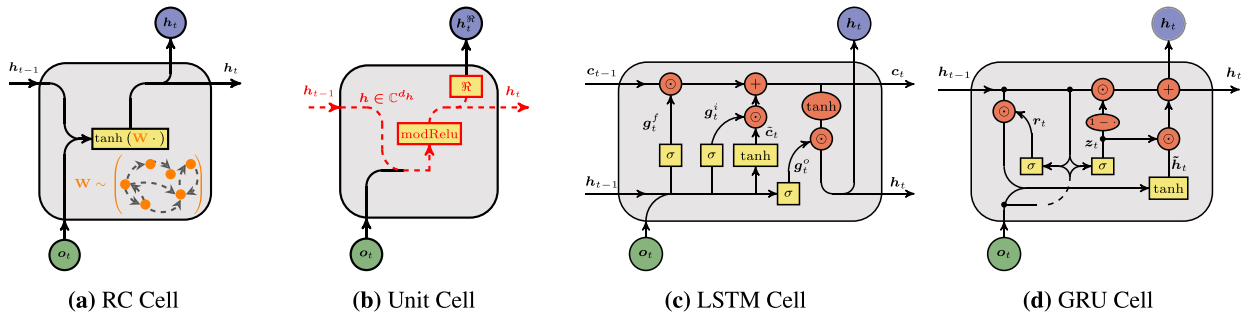 h_t
h_{t-1}
h_t
tanh (W ·)
W ∼
o_t
(a) RC Cell
h_t^ℜ
ℜ
h_{t-1}
h ∈ ℂ^{d_h}
h_t
modRelu
o_t
(b) Unit Cell
h_t
c_{t-1}
⊙
+
c_t
tanh
g_t^f
g_t^i
⊙
c̃_t
⊙
σ
σ
tanh
g_t^o
h_{t-1}
σ
h_t
o_t
(c) LSTM Cell
h_t
h_{t-1}
⊙
+
h_t
⊙
r_t
1 − ·
z_t
⊙
σ
σ
h̃_t
tanh
o_t
(d) GRU Cell